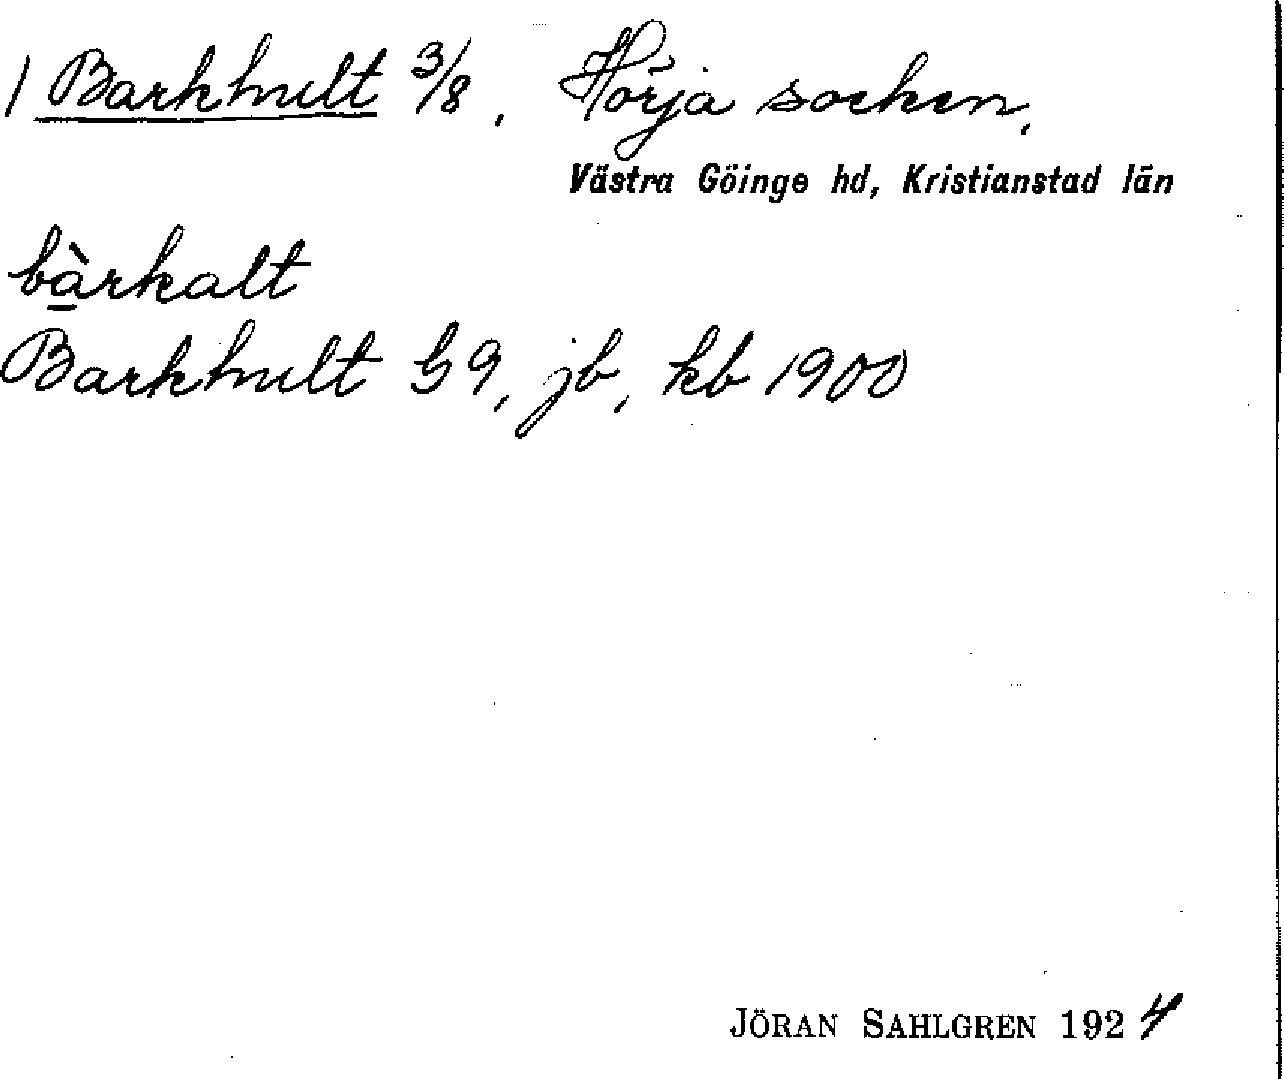 1 Barkhult 3/8, Hörja socken,
Västra Göinge hd, Kristianstad län
bàrkalt
Barkhult G9, jb, kb 1900
JÖRAN SAHLGREN 1924